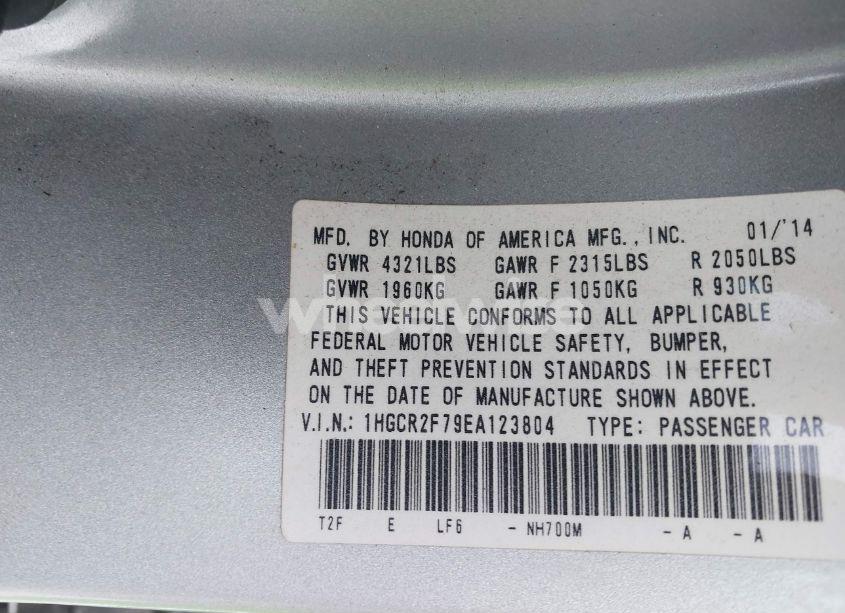 MFD. BY HONDA OF AMERICA MFG., INC. 01/'14
GVWR 4321LBS GAWR F 2315LBS R 2050LBS
GVWR 1960KG GAWR F 1050KG R 930KG
THIS VEHICLE CONFORMS TO ALL APPLICABLE
FEDERAL MOTOR VEHICLE SAFETY, BUMPER,
AND THEFT PREVENTION STANDARDS IN EFFECT
ON THE DATE OF MANUFACTURE SHOWN ABOVE.
V.I.N.: 1HGCR2F79EA123804 TYPE: PASSENGER CAR
T2F E LF6 - NH700M - A - A